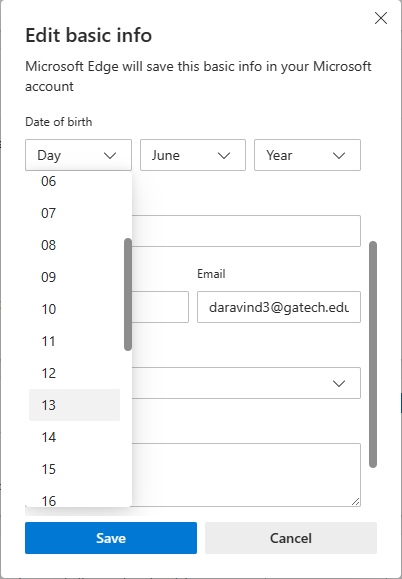 Edit basic info
Microsoft Edge will save this basic info in your Microsoft
account
Date of birth
Day June Year
06
07
08
09
Email
10
daravind3@gatech.edu
11
12
13
14
15
16
Save Cancel